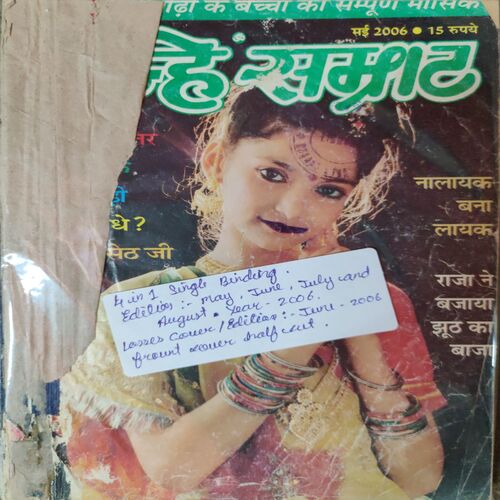 के बच्चों का सम्पूर्ण मासिक
मई 2006 • 15 रुपये
सम्राट
धे ?
जी
नालायक
बना
लायक
राजा ने
बजाया
झूठ का
बाजा
4 in 1 Single Binding.
Edition :- May, June, July and
August. Year - 2006.
Losses Cover/Edition :- June - 2006
front cover half cut.